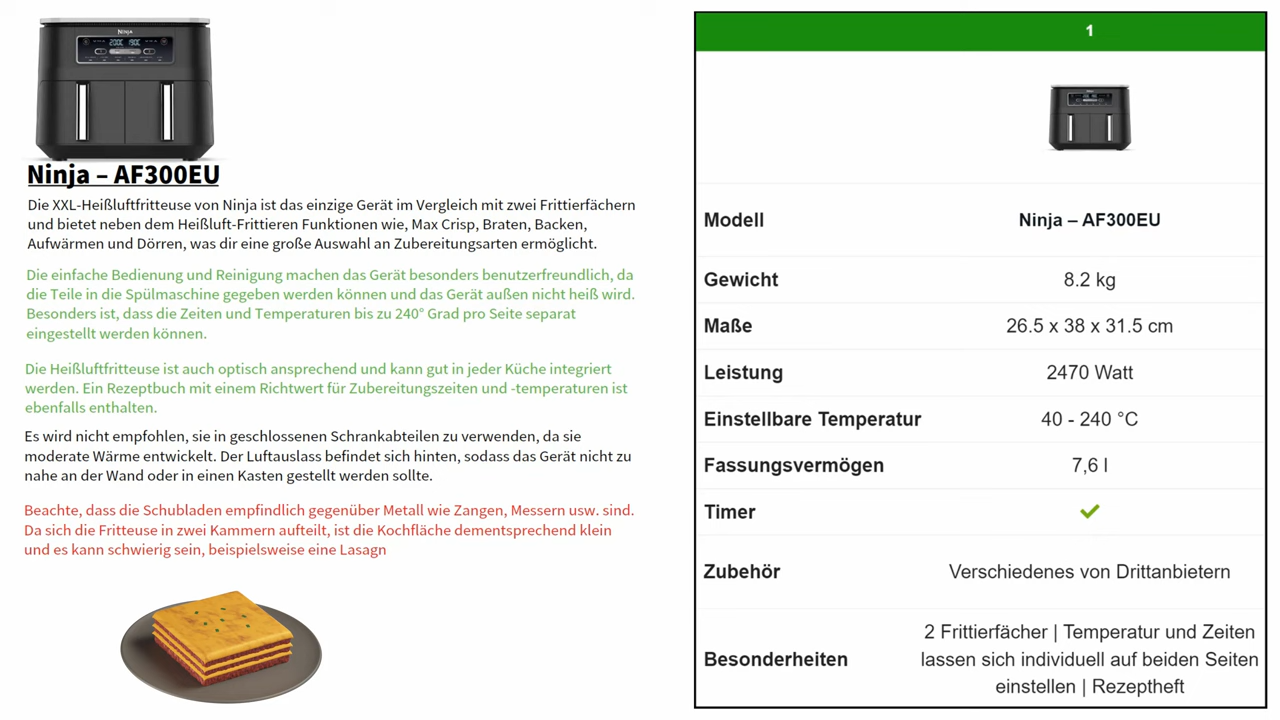 Ninja
200C 190C
Ninja – AF300EU
Die XXL-Heißluftfritteuse von Ninja ist das einzige Gerät im Vergleich mit zwei Frittierfächern
und bietet neben dem Heißluft-Frittieren Funktionen wie, Max Crisp, Braten, Backen,
Aufwärmen und Dörren, was dir eine große Auswahl an Zubereitungsarten ermöglicht.
Die einfache Bedienung und Reinigung machen das Gerät besonders benutzerfreundlich, da
die Teile in die Spülmaschine gegeben werden können und das Gerät außen nicht heiß wird.
Besonders ist, dass die Zeiten und Temperaturen bis zu 240° Grad pro Seite separat
eingestellt werden können.
Die Heißluftfritteuse ist auch optisch ansprechend und kann gut in jeder Küche integriert
werden. Ein Rezeptbuch mit einem Richtwert für Zubereitungszeiten und -temperaturen ist
ebenfalls enthalten.
Es wird nicht empfohlen, sie in geschlossenen Schrankabteilen zu verwenden, da sie
moderate Wärme entwickelt. Der Luftauslass befindet sich hinten, sodass das Gerät nicht zu
nahe an der Wand oder in einen Kasten gestellt werden sollte.
Beachte, dass die Schubladen empfindlich gegenüber Metall wie Zangen, Messern usw. sind.
Da sich die Fritteuse in zwei Kammern aufteilt, ist die Kochfläche dementsprechend klein
und es kann schwierig sein, beispielsweise eine Lasagn
1
Modell Ninja – AF300EU
Gewicht 8.2 kg
Maße 26.5 x 38 x 31.5 cm
Leistung 2470 Watt
Einstellbare Temperatur 40 - 240 °C
Fassungsvermögen 7,6 l
Timer
Zubehör Verschiedenes von Drittanbietern
2 Frittierfächer | Temperatur und Zeiten
Besonderheiten lassen sich individuell auf beiden Seiten
einstellen | Rezeptheft